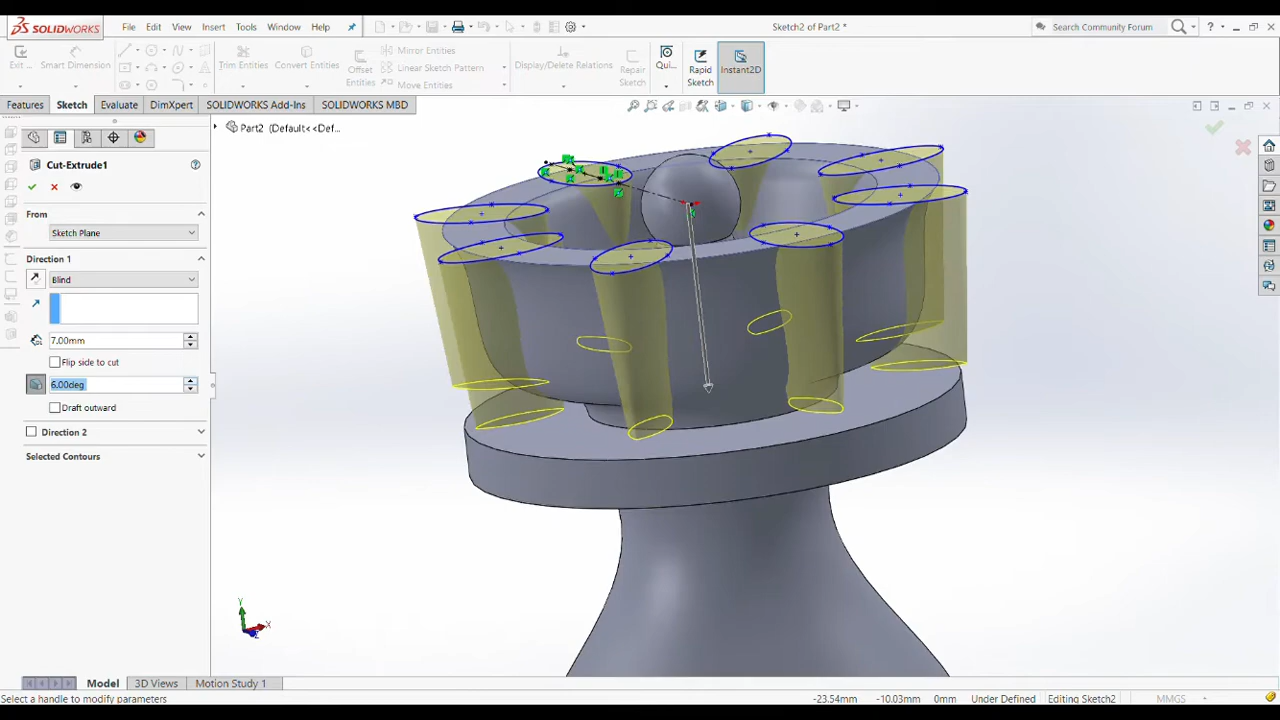 SOLIDWORKS File Edit View Insert Tools Window Help Sketch2 of Part2 * Search Community Forum ?
Exit ... Smart Dimension Trim Entities Convert Entities Offset Entities Mirror Entities Linear Sketch Pattern Move Entities Display/Delete Relations Repair Sketch Qui... Rapid Sketch Instant2D
Features Sketch Evaluate DimXpert SOLIDWORKS Add-Ins SOLIDWORKS MBD
Part2 (Default<<Def...
Cut-Extrude1
From
Sketch Plane
Direction 1
Blind
7.00mm
Flip side to cut
6.00deg
Draft outward
Direction 2
Selected Contours
Y
X
Z
Model 3D Views Motion Study 1
Select a handle to modify parameters -23.54mm -10.03mm 0mm Under Defined Editing Sketch2 MMGS